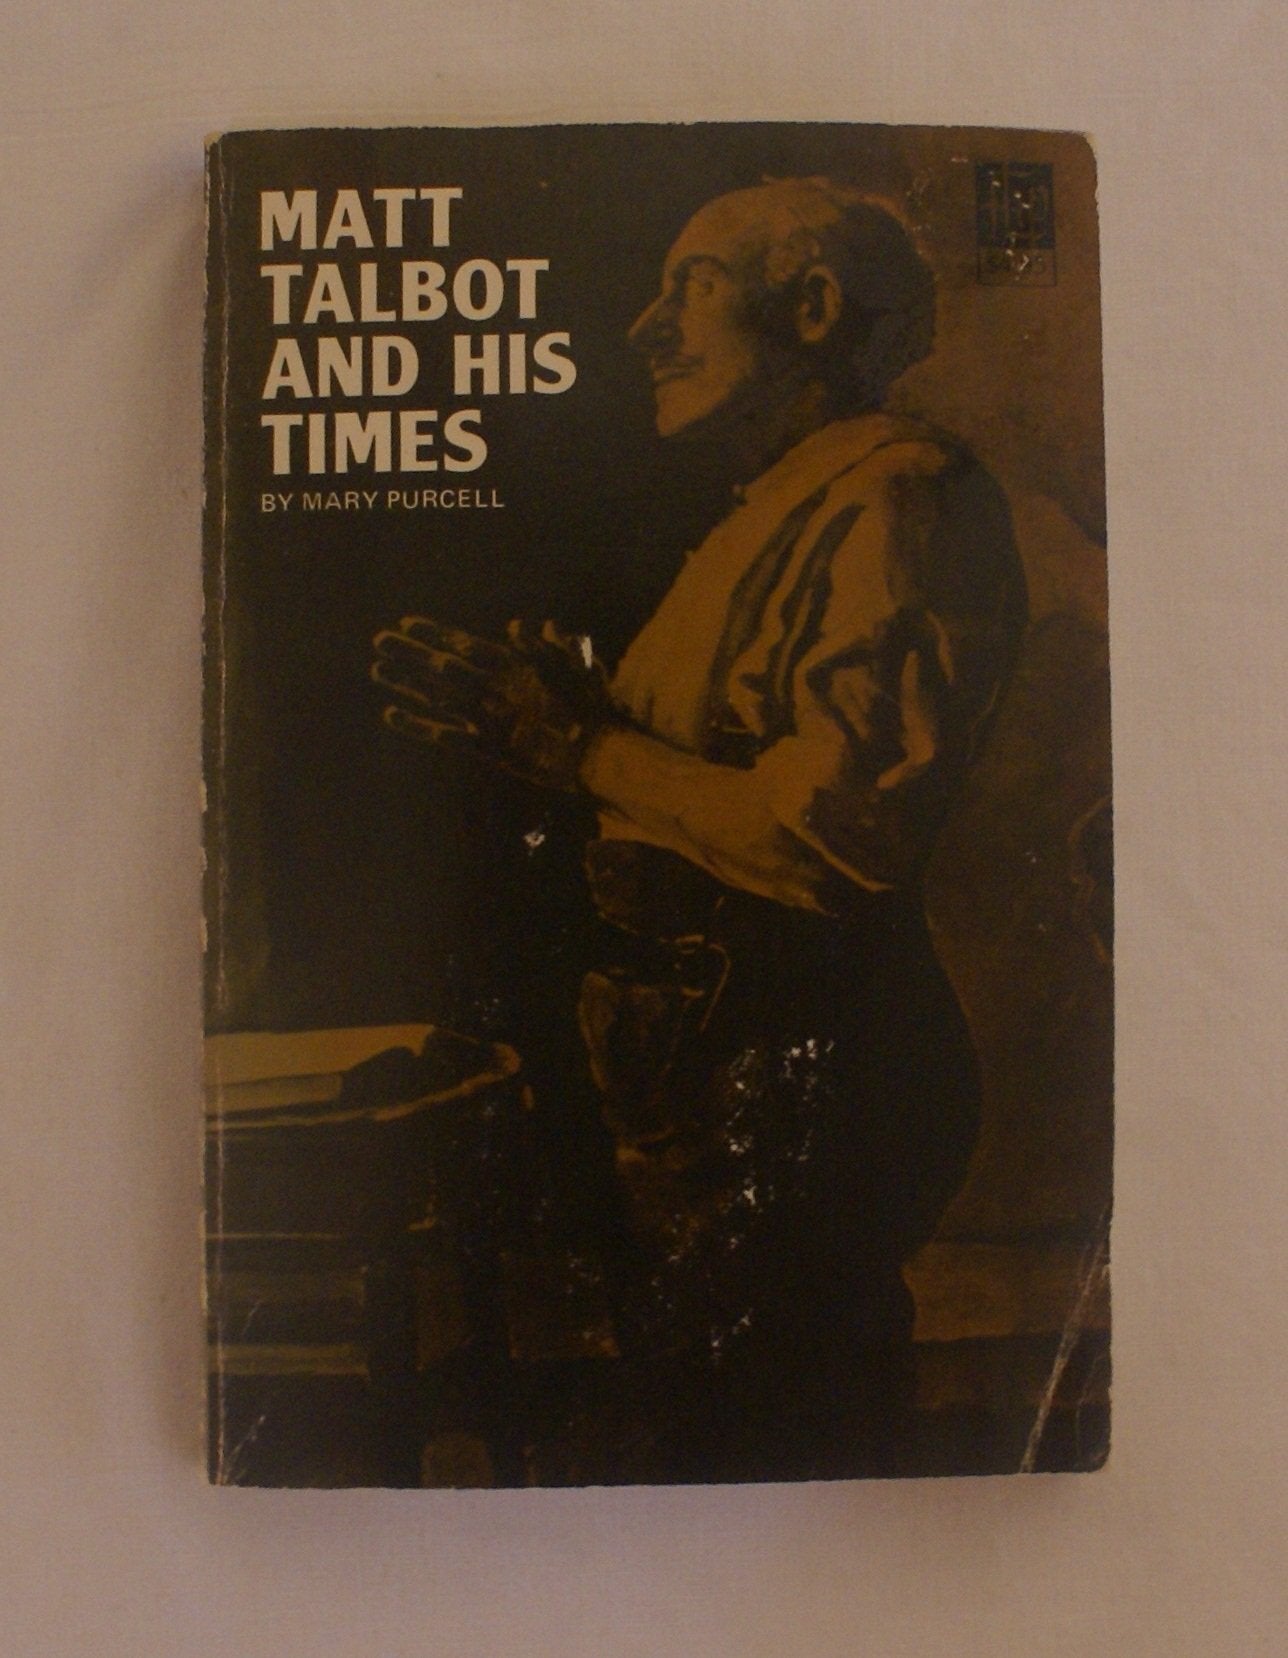 MATT
TALBOT
AND HIS
TIMES
BY MARY PURCELL